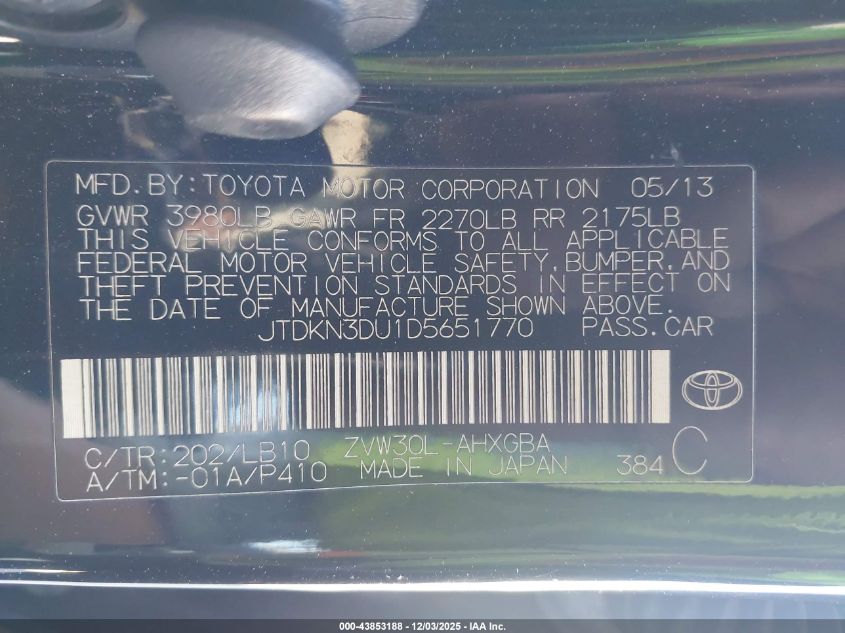 MFD.BY:TOYOTA MOTOR CORPORATION 05/13
GVWR 3980LB GAWR FR 2270LB RR 2175LB
THIS VEHICLE CONFORMS TO ALL APPLICABLE
FEDERAL MOTOR VEHICLE SAFETY,BUMPER,AND
THEFT PREVENTION STANDARDS IN EFFECT ON
THE DATE OF MANUFACTURE SHOWN ABOVE.
JTDKN3DU1D5651770 PASS.CAR
C/TR:202/LB10 ZVW30L-AHXGBA
A/TM:-01A/P410 MADE IN JAPAN 384 C
000-43853188 - 12/03/2025 - IAA Inc.